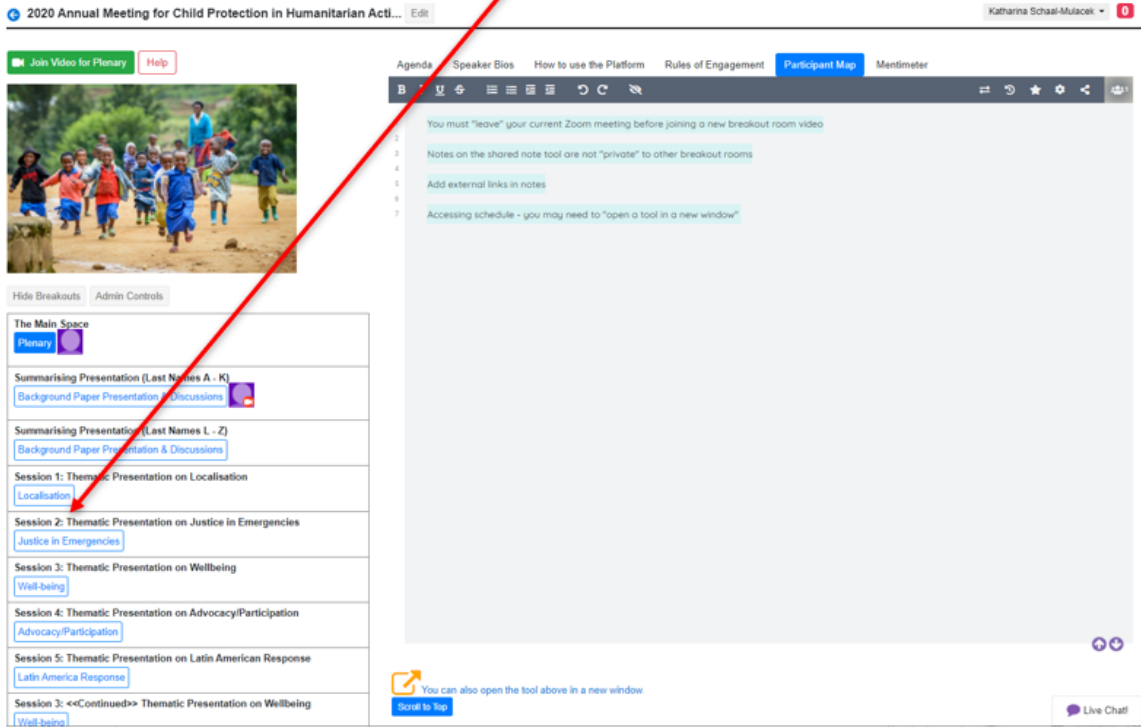 2020 Annual Meeting for Child Protection in Humanitarian Acti... Edit
Katharina Schaal-Mulacek 0
Join Video for Plenary Help
Agenda Speaker Bios How to use the Platform Rules of Engagement Participant Map Mentimeter
B U S
You must "leave" your current Zoom meeting before joining a new breakout room video
2
3 Notes on the shared note tool are not "private" to other breakout rooms
4
5 Add external links in notes
6
7 Accessing schedule - you may need to "open a tool in a new window"
Hide Breakouts Admin Controls
The Main Space
Plenary
Summarising Presentation (Last Names A - K)
Background Paper Presentation & Discussions
Summarising Presentation (Last Names L - Z)
Background Paper Presentation & Discussions
Session 1: Thematic Presentation on Localisation
Localisation
Session 2: Thematic Presentation on Justice in Emergencies
Justice in Emergencies
Session 3: Thematic Presentation on Wellbeing
Well-being
Session 4: Thematic Presentation on Advocacy/Participation
Advocacy/Participation
Session 5: Thematic Presentation on Latin American Response
Latin America Response
Session 3: <<Continued>> Thematic Presentation on Wellbeing
Well-being
You can also open the tool above in a new window.
Scroll to Top
Live Chat!